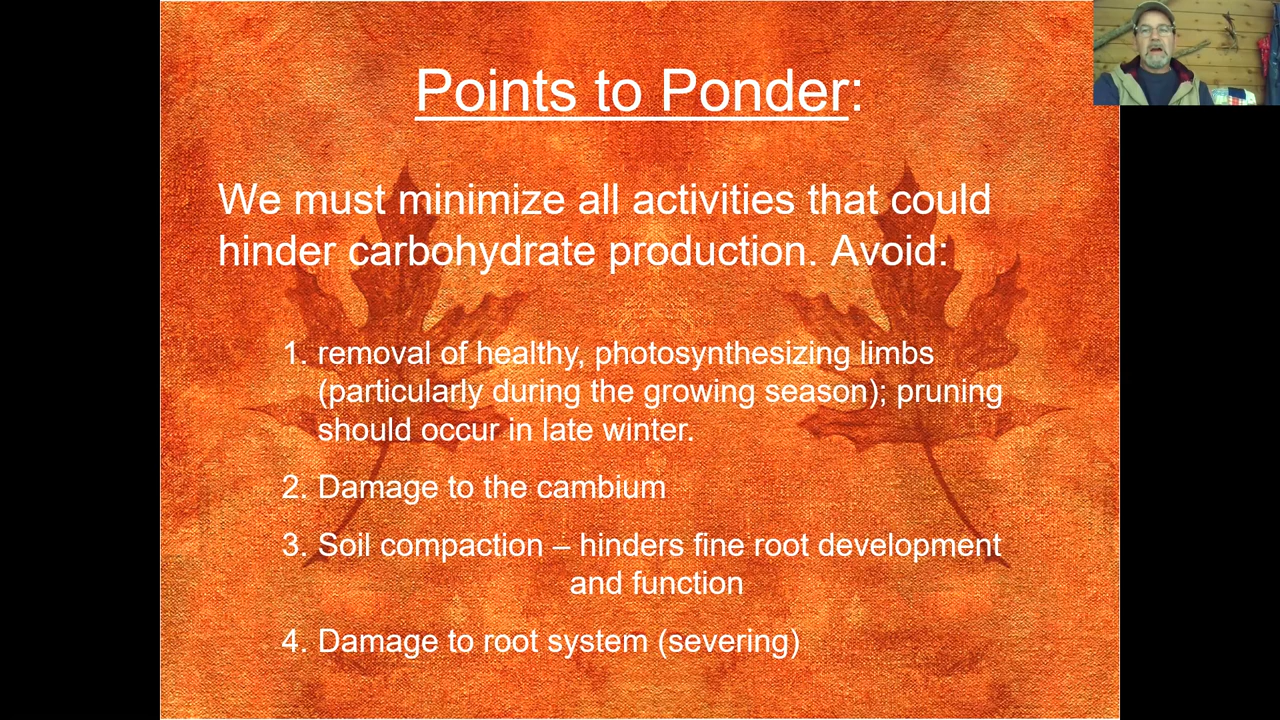 Points to Ponder:
We must minimize all activities that could
hinder carbohydrate production. Avoid:
1. removal of healthy, photosynthesizing limbs
(particularly during the growing season); pruning
should occur in late winter.
2. Damage to the cambium
3. Soil compaction – hinders fine root development
and function
4. Damage to root system (severing)